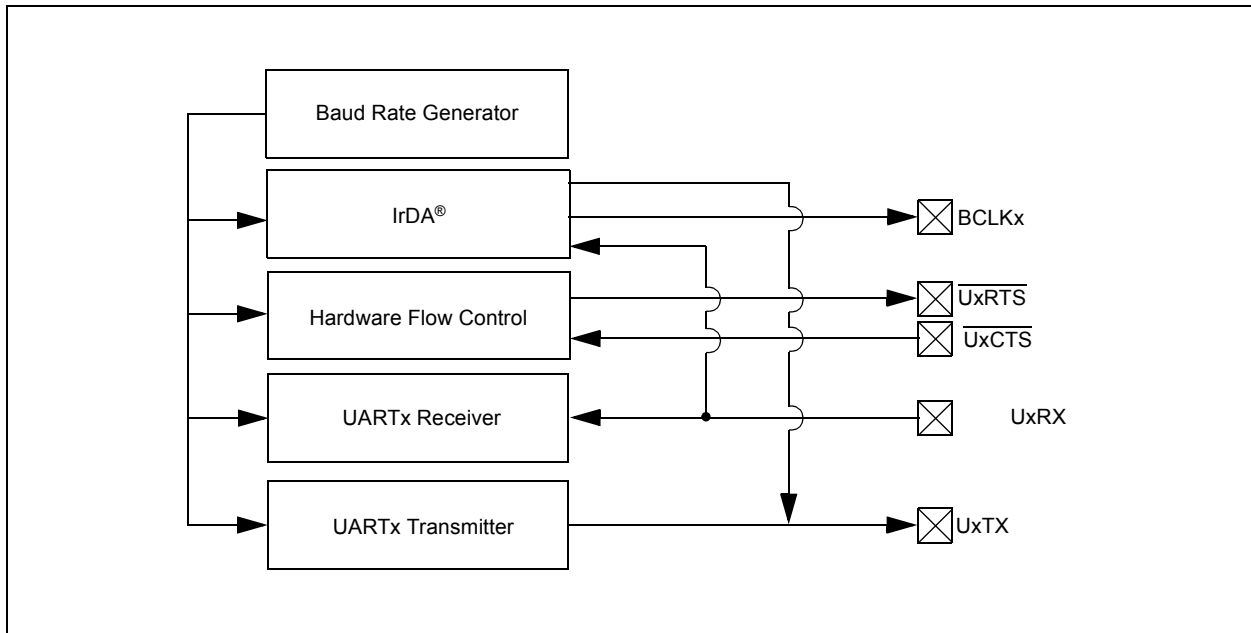 Baud Rate Generator
IrDA®
BCLKx
Hardware Flow Control
UxRTS
UxCTS
UARTx Receiver
UxRX
UARTx Transmitter
UxTX